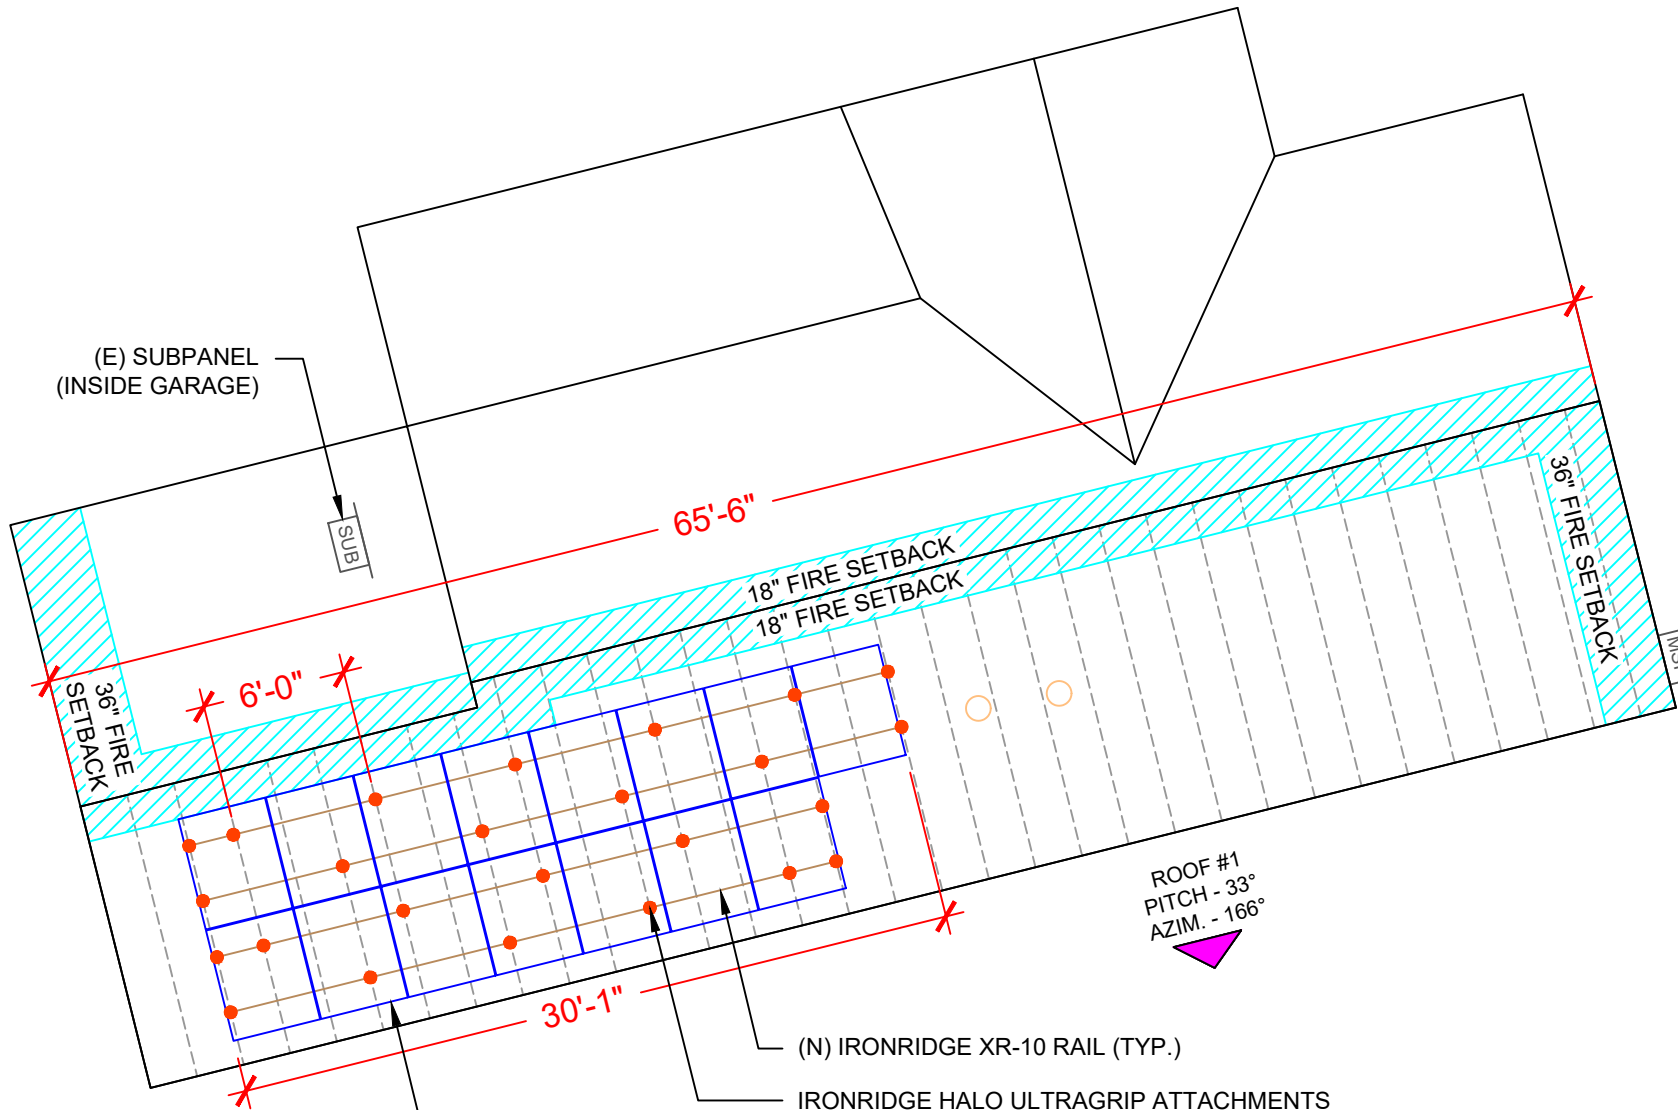 (E) SUBPANEL
(INSIDE GARAGE)
SUB
65'-6"
18" FIRE SETBACK
18" FIRE SETBACK
36" FIRE SETBACK
6'-0"
36" FIRE
SETBACK
ROOF #1
PITCH - 33°
AZIM. - 166°
30'-1"
(N) IRONRIDGE XR-10 RAIL (TYP.)
IRONRIDGE HALO ULTRAGRIP ATTACHMENTS